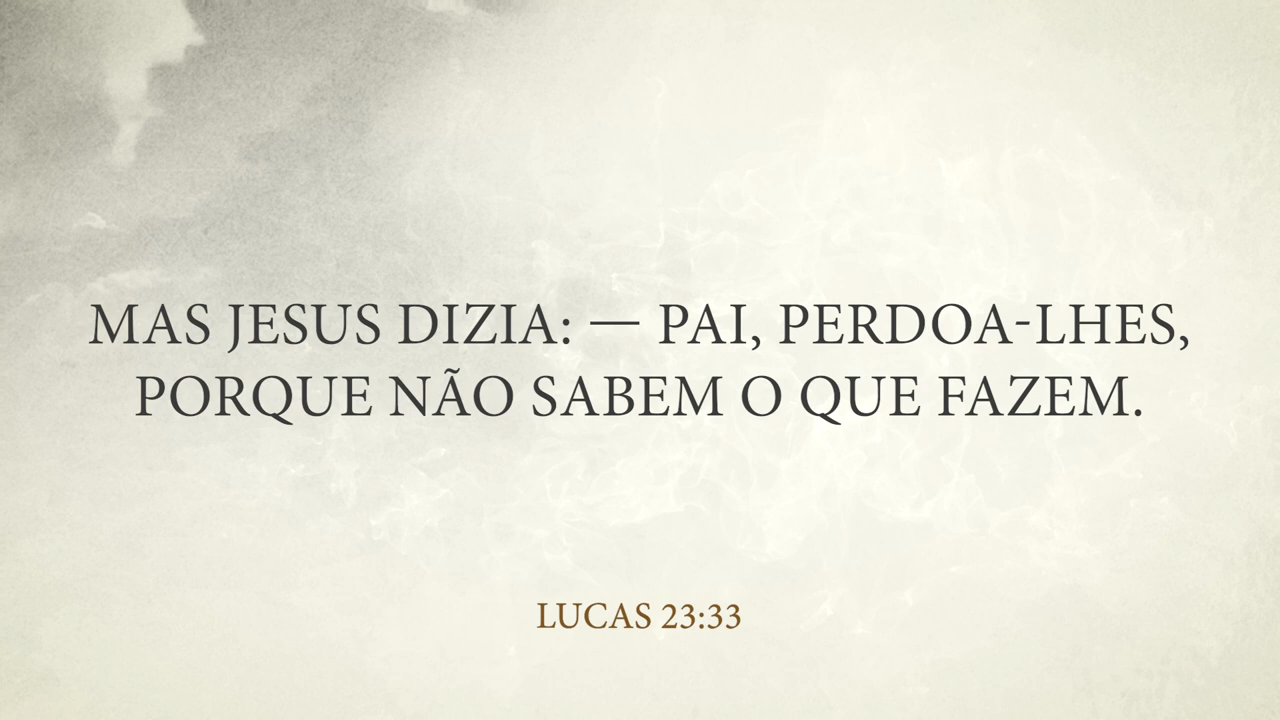 MAS JESUS DIZIA: — PAI, PERDOA-LHES,
PORQUE NÃO SABEM O QUE FAZEM.
LUCAS 23:33